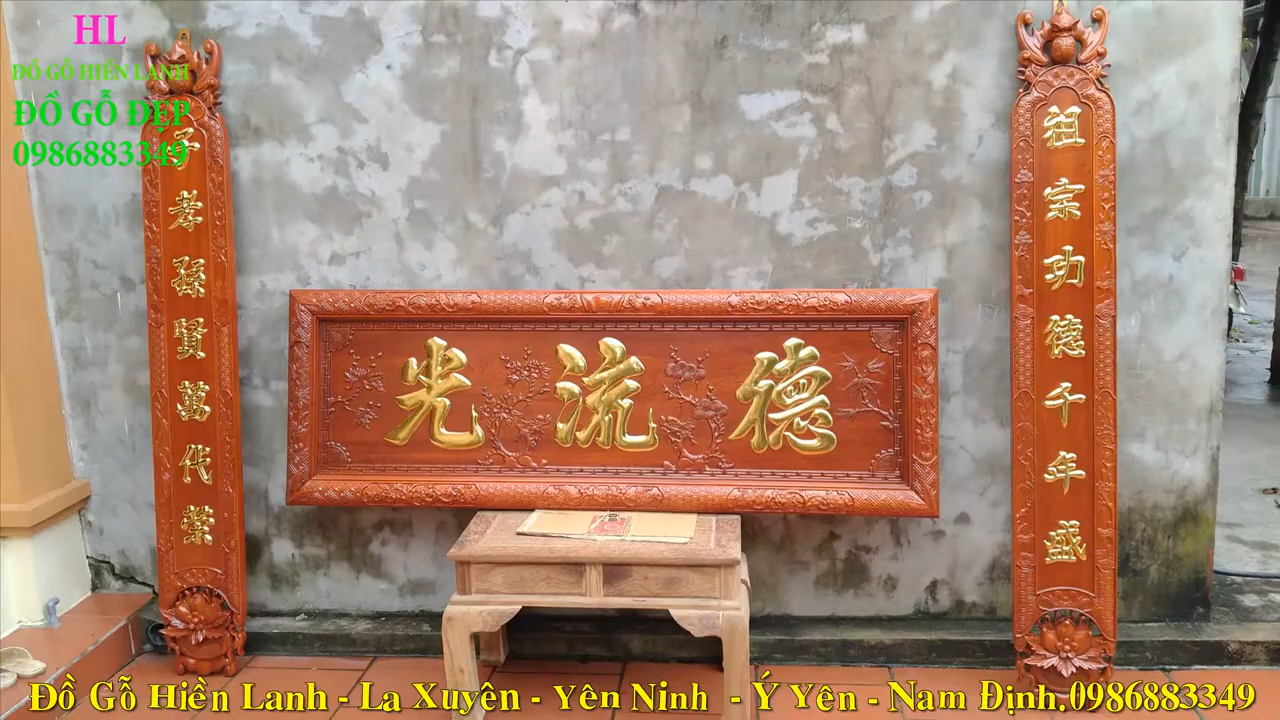 HL
ĐỒ GỖ HIỀN LANH
ĐỒ GỖ ĐẸP
0986883349
祖宗功德千年盛
德流光
子孝孫賢萬代榮
Đồ Gỗ Hiền Lanh - La Xuyên - Yên Ninh - Ý Yên - Nam Định.0986883349